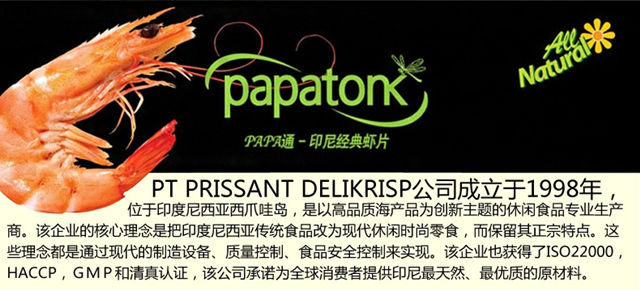 All
Natural
papatonk
PAPA通-印尼经典虾片
PT PRISSANT DELIKRISP公司成立于1998年，
位于印度尼西亚西爪哇岛，是以高品质海产品为创新主题的休闲食品专业生产
商。该企业的核心理念是把印度尼西亚传统食品改为现代休闲时尚零食，而保留其正宗特点。这
些理念都是通过现代的制造设备、质量控制、食品安全控制来实现。该企业也获得了ISO22000，
HACCP，GMP和清真认证，该公司承诺为全球消费者提供印尼最天然、最优质的原材料。